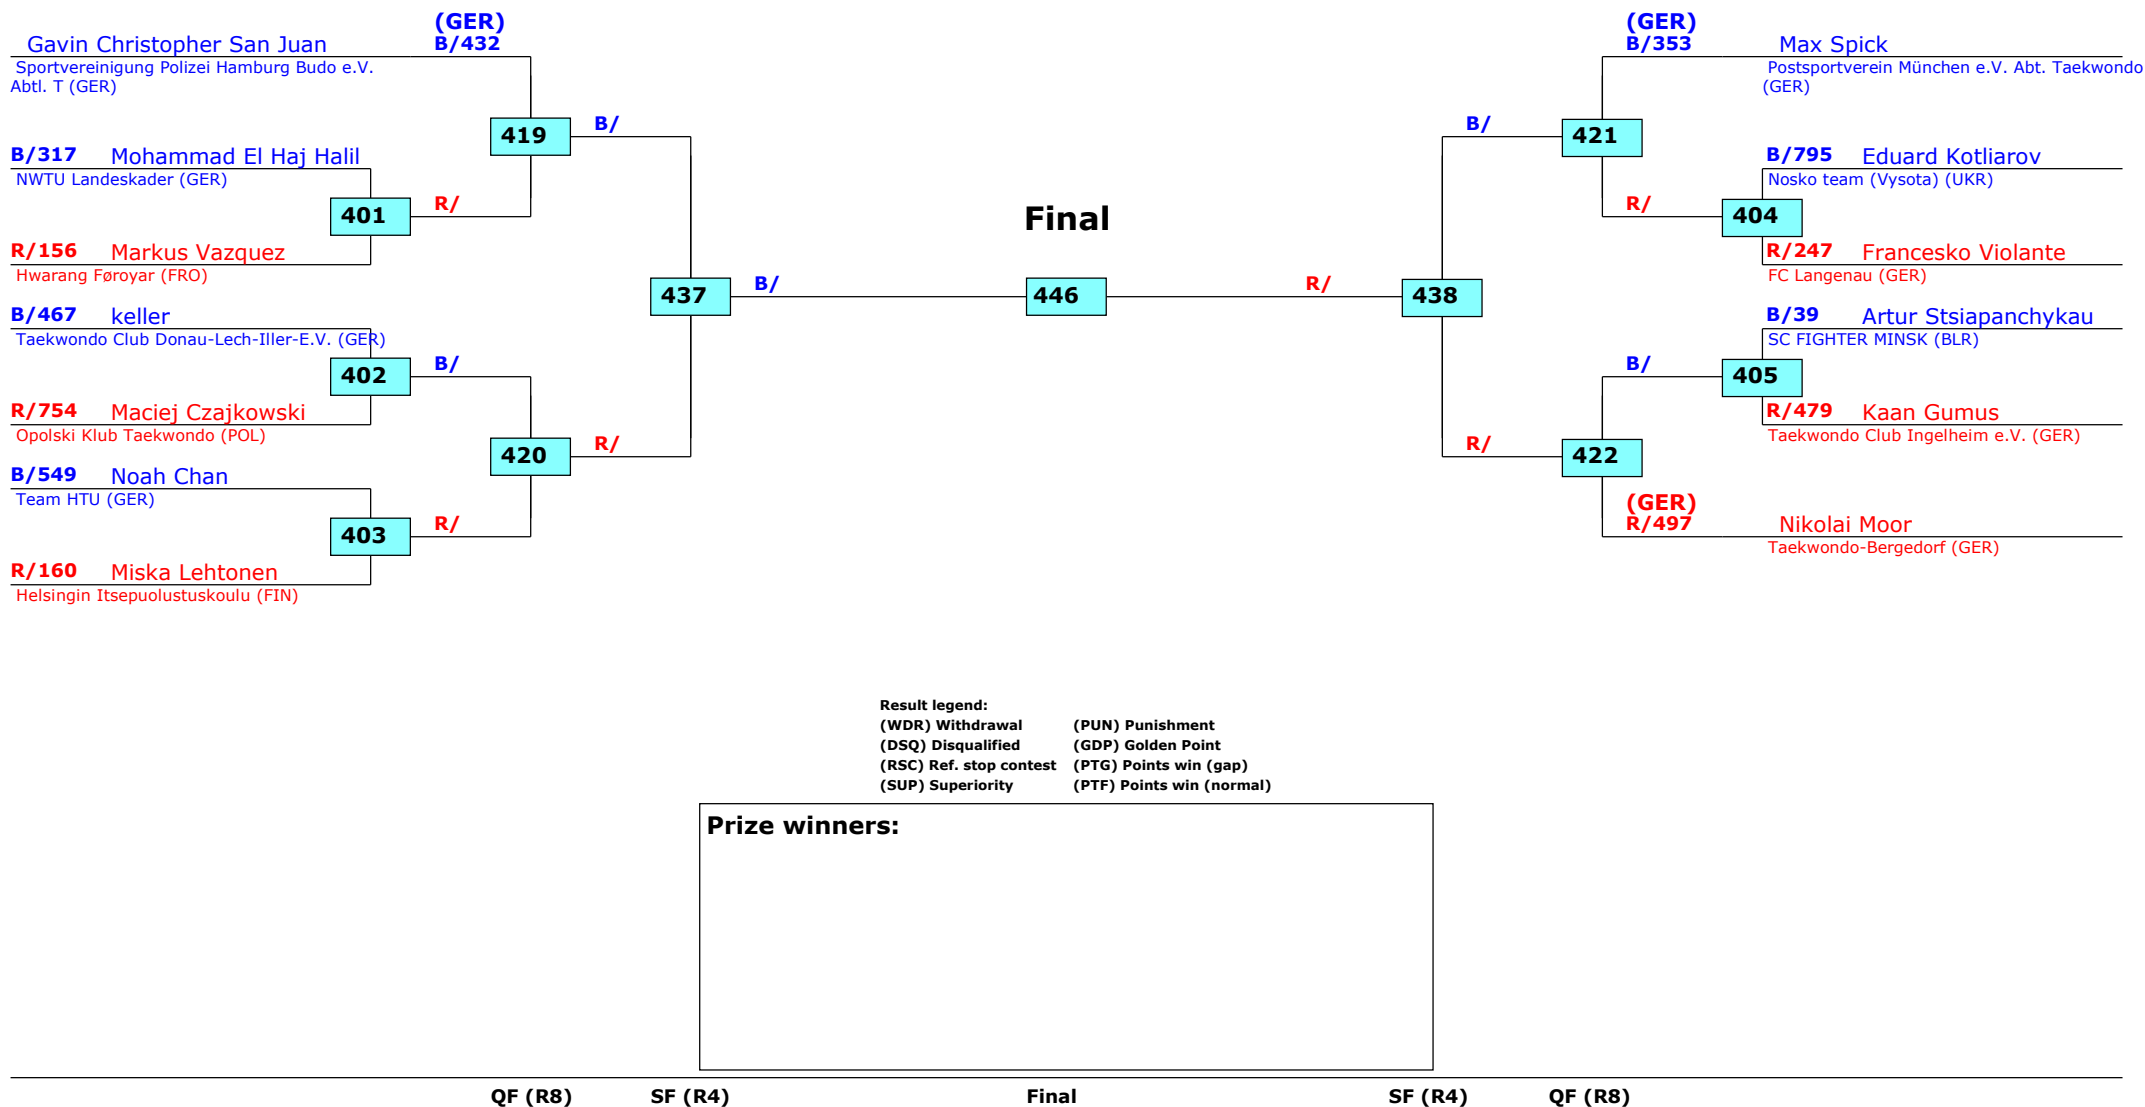 (GER)
Gavin Christopher San Juan B/432
Sportvereinigung Polizei Hamburg Budo e.V.
Abtl. T (GER)
419
B/
B/317 Mohammad El Haj Halil
NWTU Landeskader (GER)
401
R/
R/156 Markus Vazquez
Hwarang Føroyar (FRO)
437
B/
B/467 keller
Taekwondo Club Donau-Lech-Iller-E.V. (GER)
402
B/
R/754 Maciej Czajkowski
Opolski Klub Taekwondo (POL)
420
R/
B/549 Noah Chan
Team HTU (GER)
403
R/
R/160 Miska Lehtonen
Helsingin Itsepuolustuskoulu (FIN)
Final
446
(GER)
B/353 Max Spick
Postsportverein München e.V. Abt. Taekwondo
(GER)
B/
421
B/795 Eduard Kotliarov
Nosko team (Vysota) (UKR)
R/
404
R/247 Francesko Violante
FC Langenau (GER)
R/
438
B/39 Artur Stsiapanchykau
SC FIGHTER MINSK (BLR)
B/
405
R/479 Kaan Gumus
Taekwondo Club Ingelheim e.V. (GER)
R/
422
(GER)
R/497 Nikolai Moor
Taekwondo-Bergedorf (GER)
Result legend:
(WDR) Withdrawal (PUN) Punishment
(DSQ) Disqualified (GDP) Golden Point
(RSC) Ref. stop contest (PTG) Points win (gap)
(SUP) Superiority (PTF) Points win (normal)
Prize winners:
QF (R8) SF (R4) Final SF (R4) QF (R8)